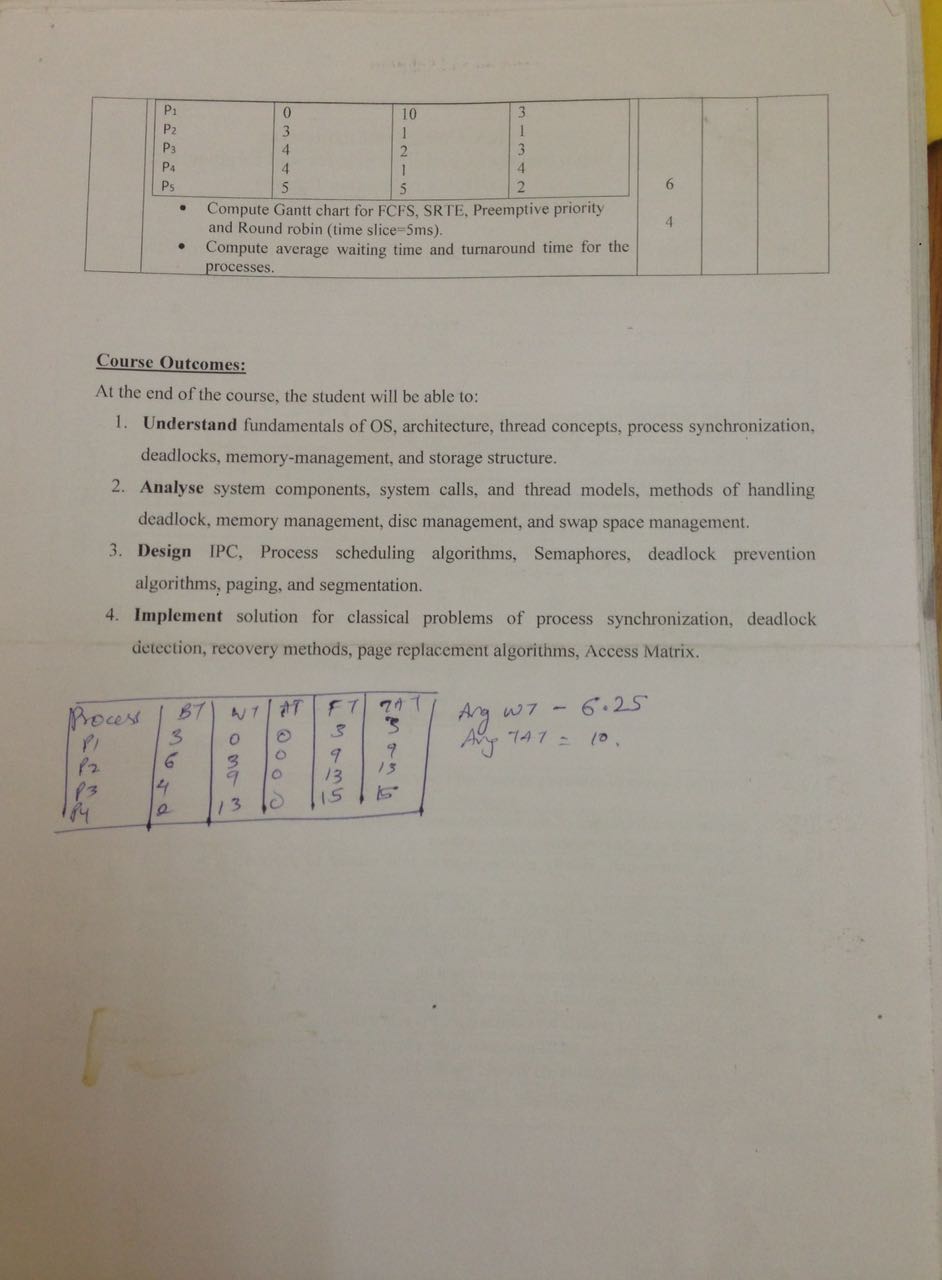 P1 0 10 3
P2 3 1 1
P3 4 2 3
P4 4 1 4
P5 5 5 2
• Compute Gantt chart for FCFS, SRTE, Preemptive priority 6
and Round robin (time slice=5ms).
• Compute average waiting time and turnaround time for the 4
processes.
Course Outcomes:
At the end of the course, the student will be able to:
1. Understand fundamentals of OS, architecture, thread concepts, process synchronization,
deadlocks, memory-management, and storage structure.
2. Analyse system components, system calls, and thread models, methods of handling
deadlock, memory management, disc management, and swap space management.
3. Design IPC, Process scheduling algorithms, Semaphores, deadlock prevention
algorithms, paging, and segmentation.
4. Implement solution for classical problems of process synchronization, deadlock
detection, recovery methods, page replacement algorithms, Access Matrix.
Process BT WT AT FT TAT Avg WT - 6.25
P1 3 0 0 3 3 Avg TAT = 10.
P2 6 3 0 9 9
P3 4 9 0 13 13
P4 2 13 0 15 15